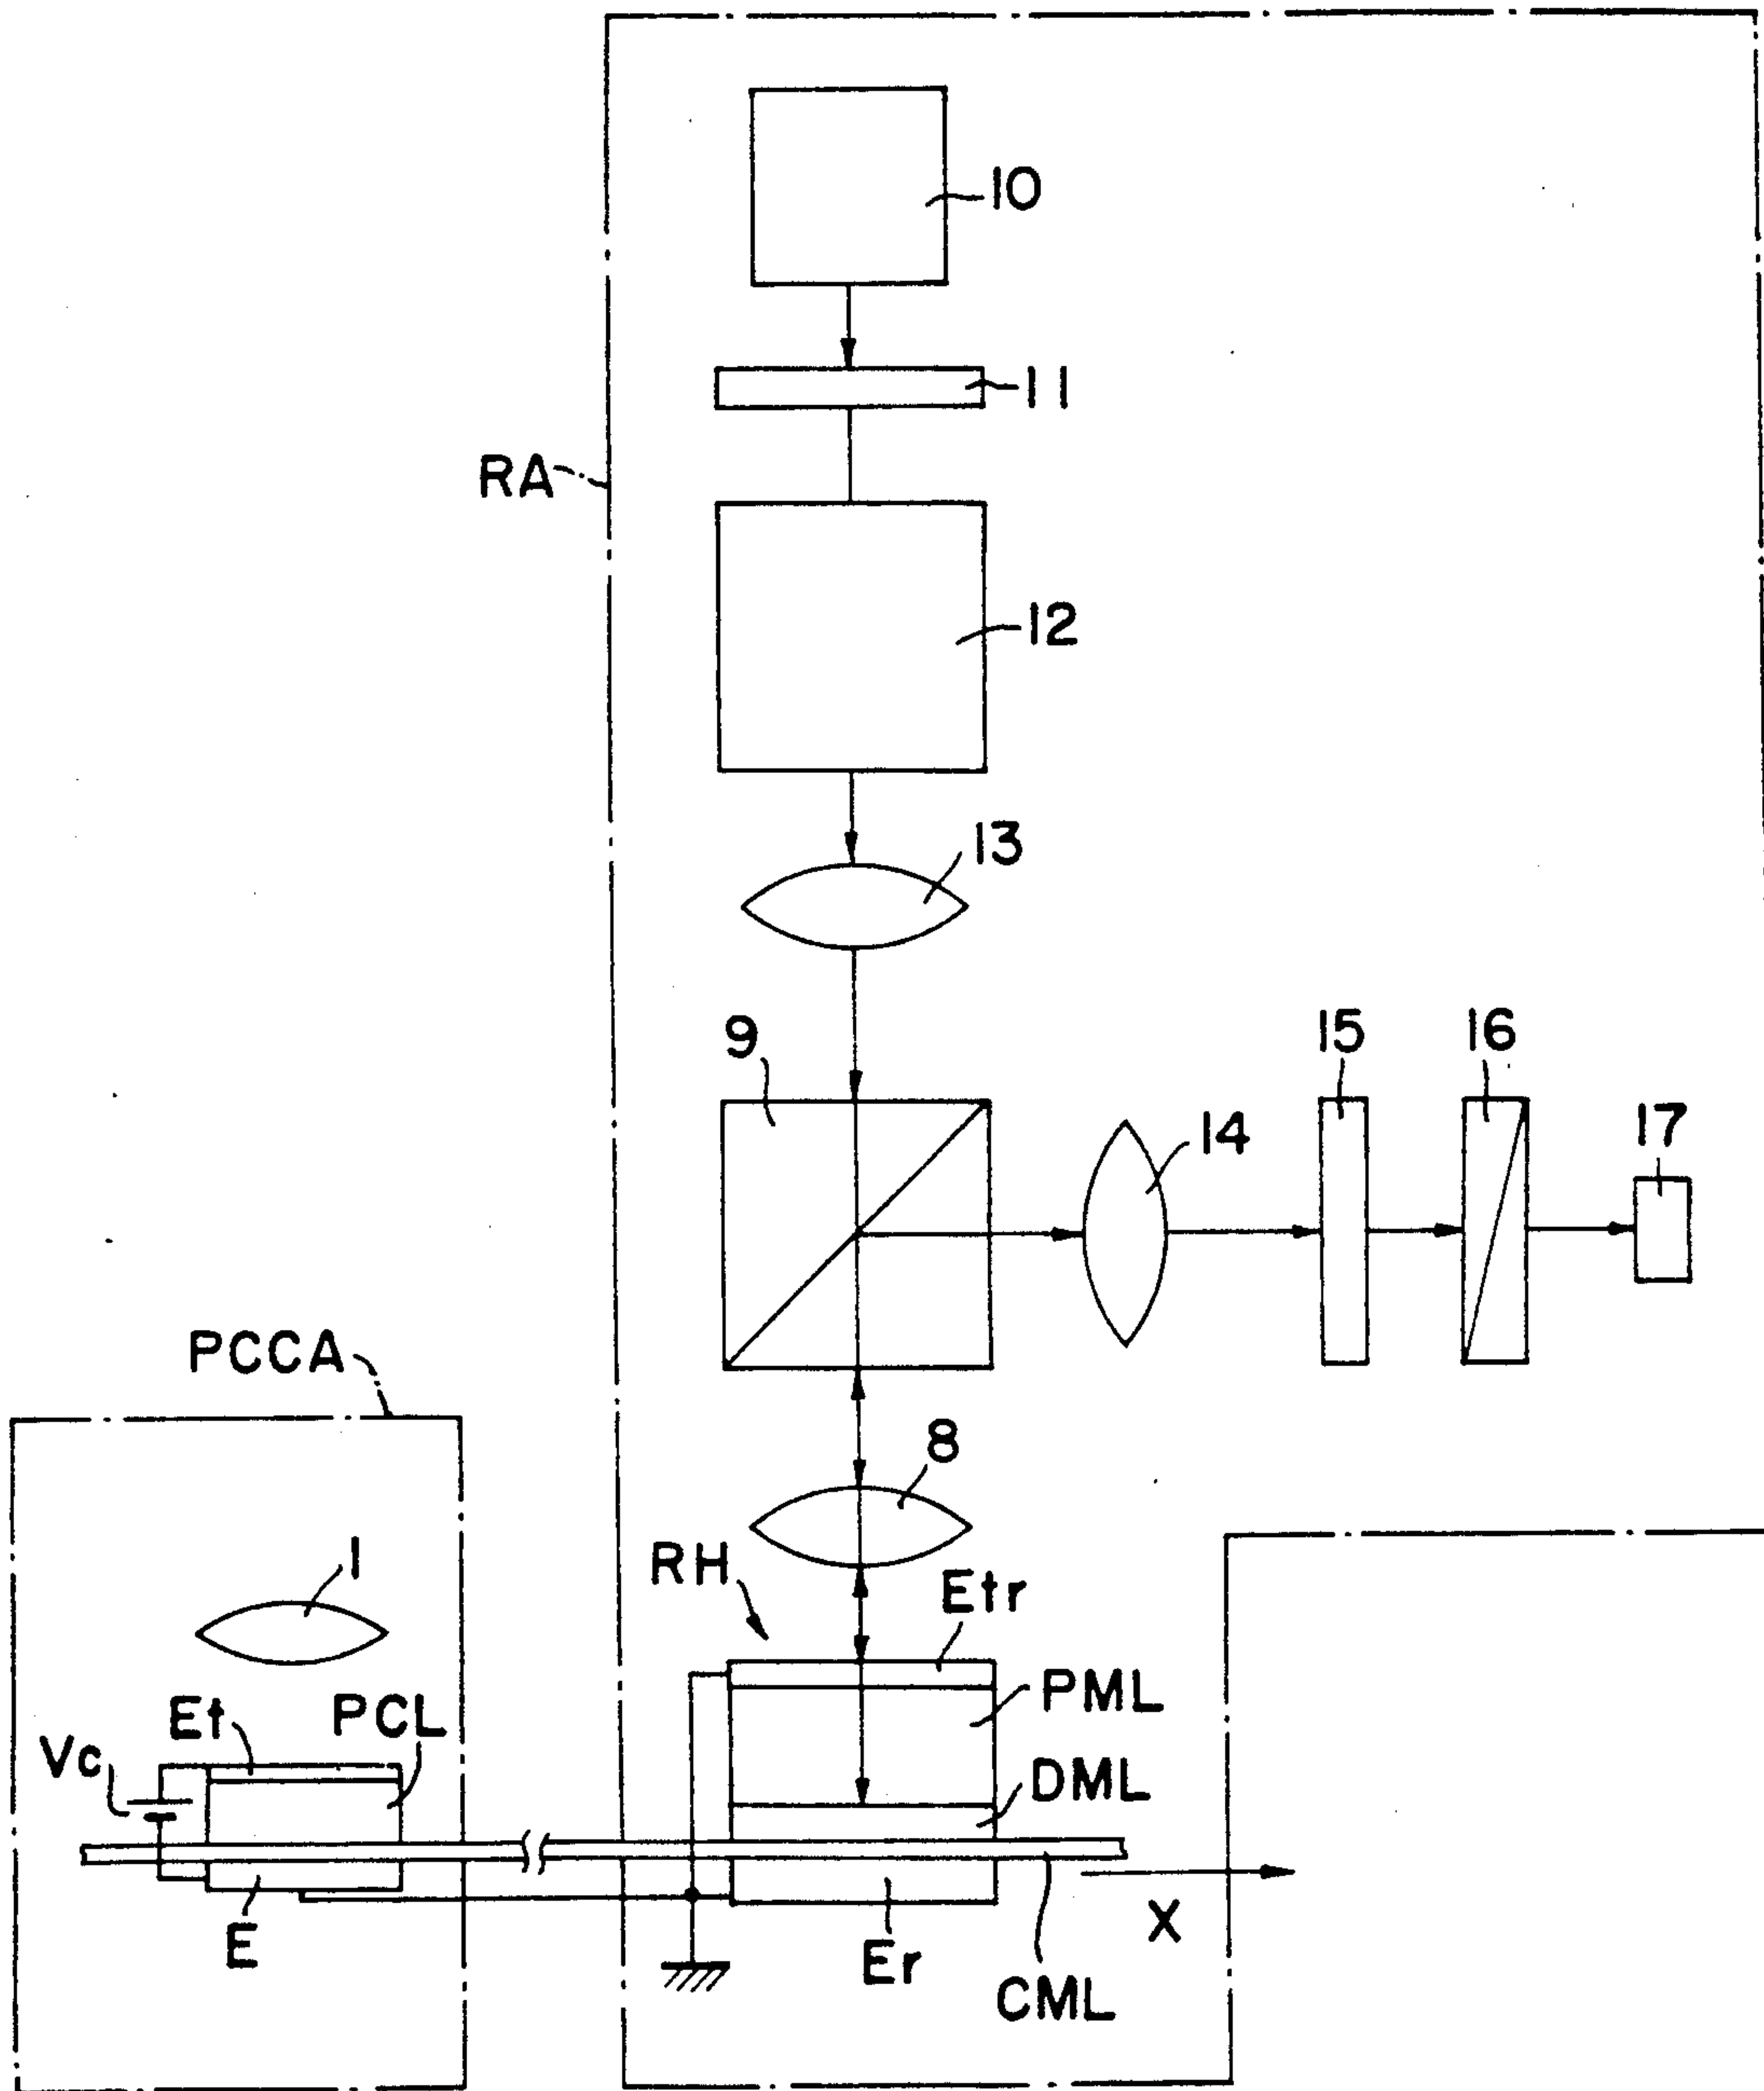 10
11
RA
12
13
9
15
16
17
14
PCCA
8
1
RH
Etr
Et
PCL
PML
Vc
DML
E
Er
X
CML